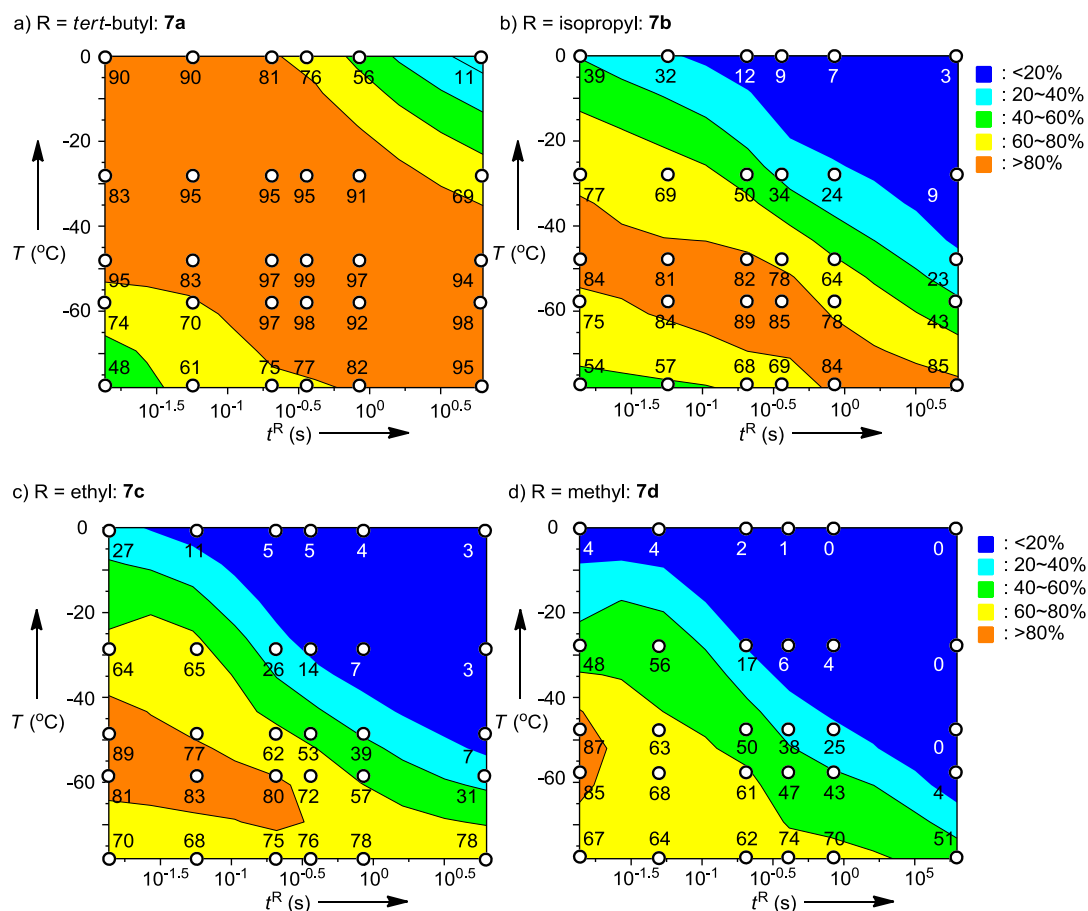 a) R = tert-butyl: 7a
0
-20
-40
-60
T (°C)
90 90 81 76 56 11
83 95 95 95 91 69
95 83 97 99 97 94
74 70 97 98 92 98
48 61 75 77 82 95
10^-1.5 10^-1 10^-0.5 10^0 10^0.5
t^R (s)
b) R = isopropyl: 7b
0
-20
-40
-60
T (°C)
39 32 12 9 7 3
77 69 50 34 24 9
84 81 82 78 64 23
75 84 89 85 78 43
54 57 68 69 84 85
10^-1.5 10^-1 10^-0.5 10^0 10^0.5
t^R (s)
: <20%
: 20~40%
: 40~60%
: 60~80%
: >80%
c) R = ethyl: 7c
0
-20
-40
-60
T (°C)
27 11 5 5 4 3
64 65 26 14 7 3
89 77 62 53 39 7
81 83 80 72 57 31
70 68 75 76 78 78
10^-1.5 10^-1 10^-0.5 10^0 10^0.5
t^R (s)
d) R = methyl: 7d
0
-20
-40
-60
T (°C)
4 4 2 1 0 0
48 56 17 6 4 0
87 63 50 38 25 0
85 68 61 47 43 4
67 64 62 74 70 51
10^-1.5 10^-1 10^-0.5 10^0 10^0.5
t^R (s)
: <20%
: 20~40%
: 40~60%
: 60~80%
: >80%